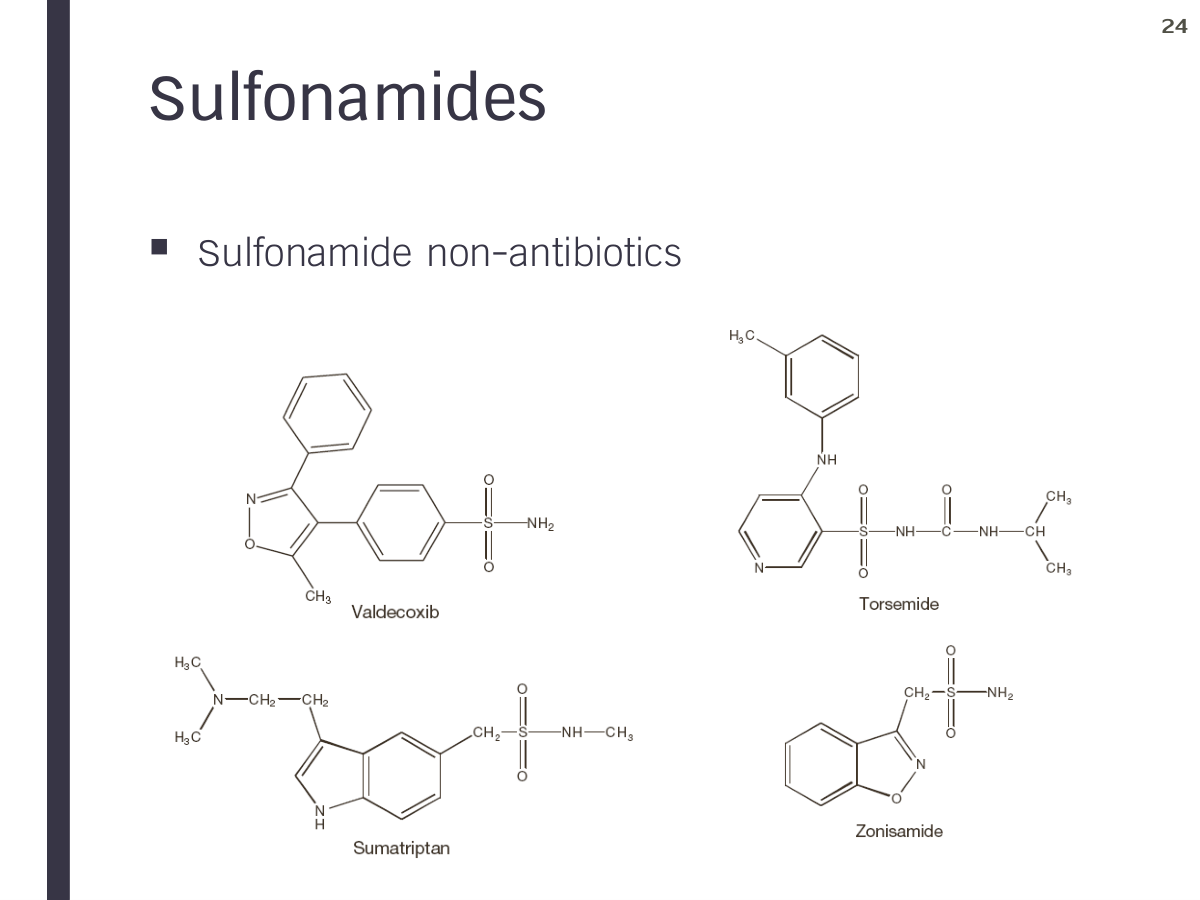 24
Sulfonamides
■ Sulfonamide non-antibiotics
H₃C
NH
N
O
O
S
NH₂
O
CH₃
Valdecoxib
O
O
CH₃
S
NH
C
NH
CH
N
O
CH₃
Torsemide
H₃C
N
CH₂
CH₂
H₃C
O
CH₂
S
NH
CH₃
O
N
H
Sumatriptan
O
CH₂
S
NH₂
O
N
O
Zonisamide